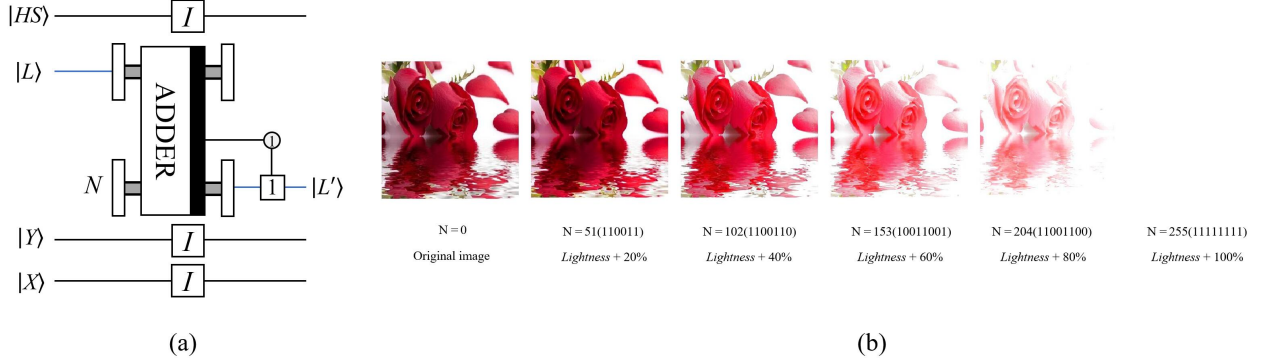 |HS⟩
I
|L⟩
ADDER
1
N
1
|L'⟩
|Y⟩
I
|X⟩
I
(a)
N = 0
N = 51(110011)
N = 102(1100110)
N = 153(10011001)
N = 204(11001100)
N = 255(11111111)
Original image
Lightness + 20%
Lightness + 40%
Lightness + 60%
Lightness + 80%
Lightness + 100%
(b)